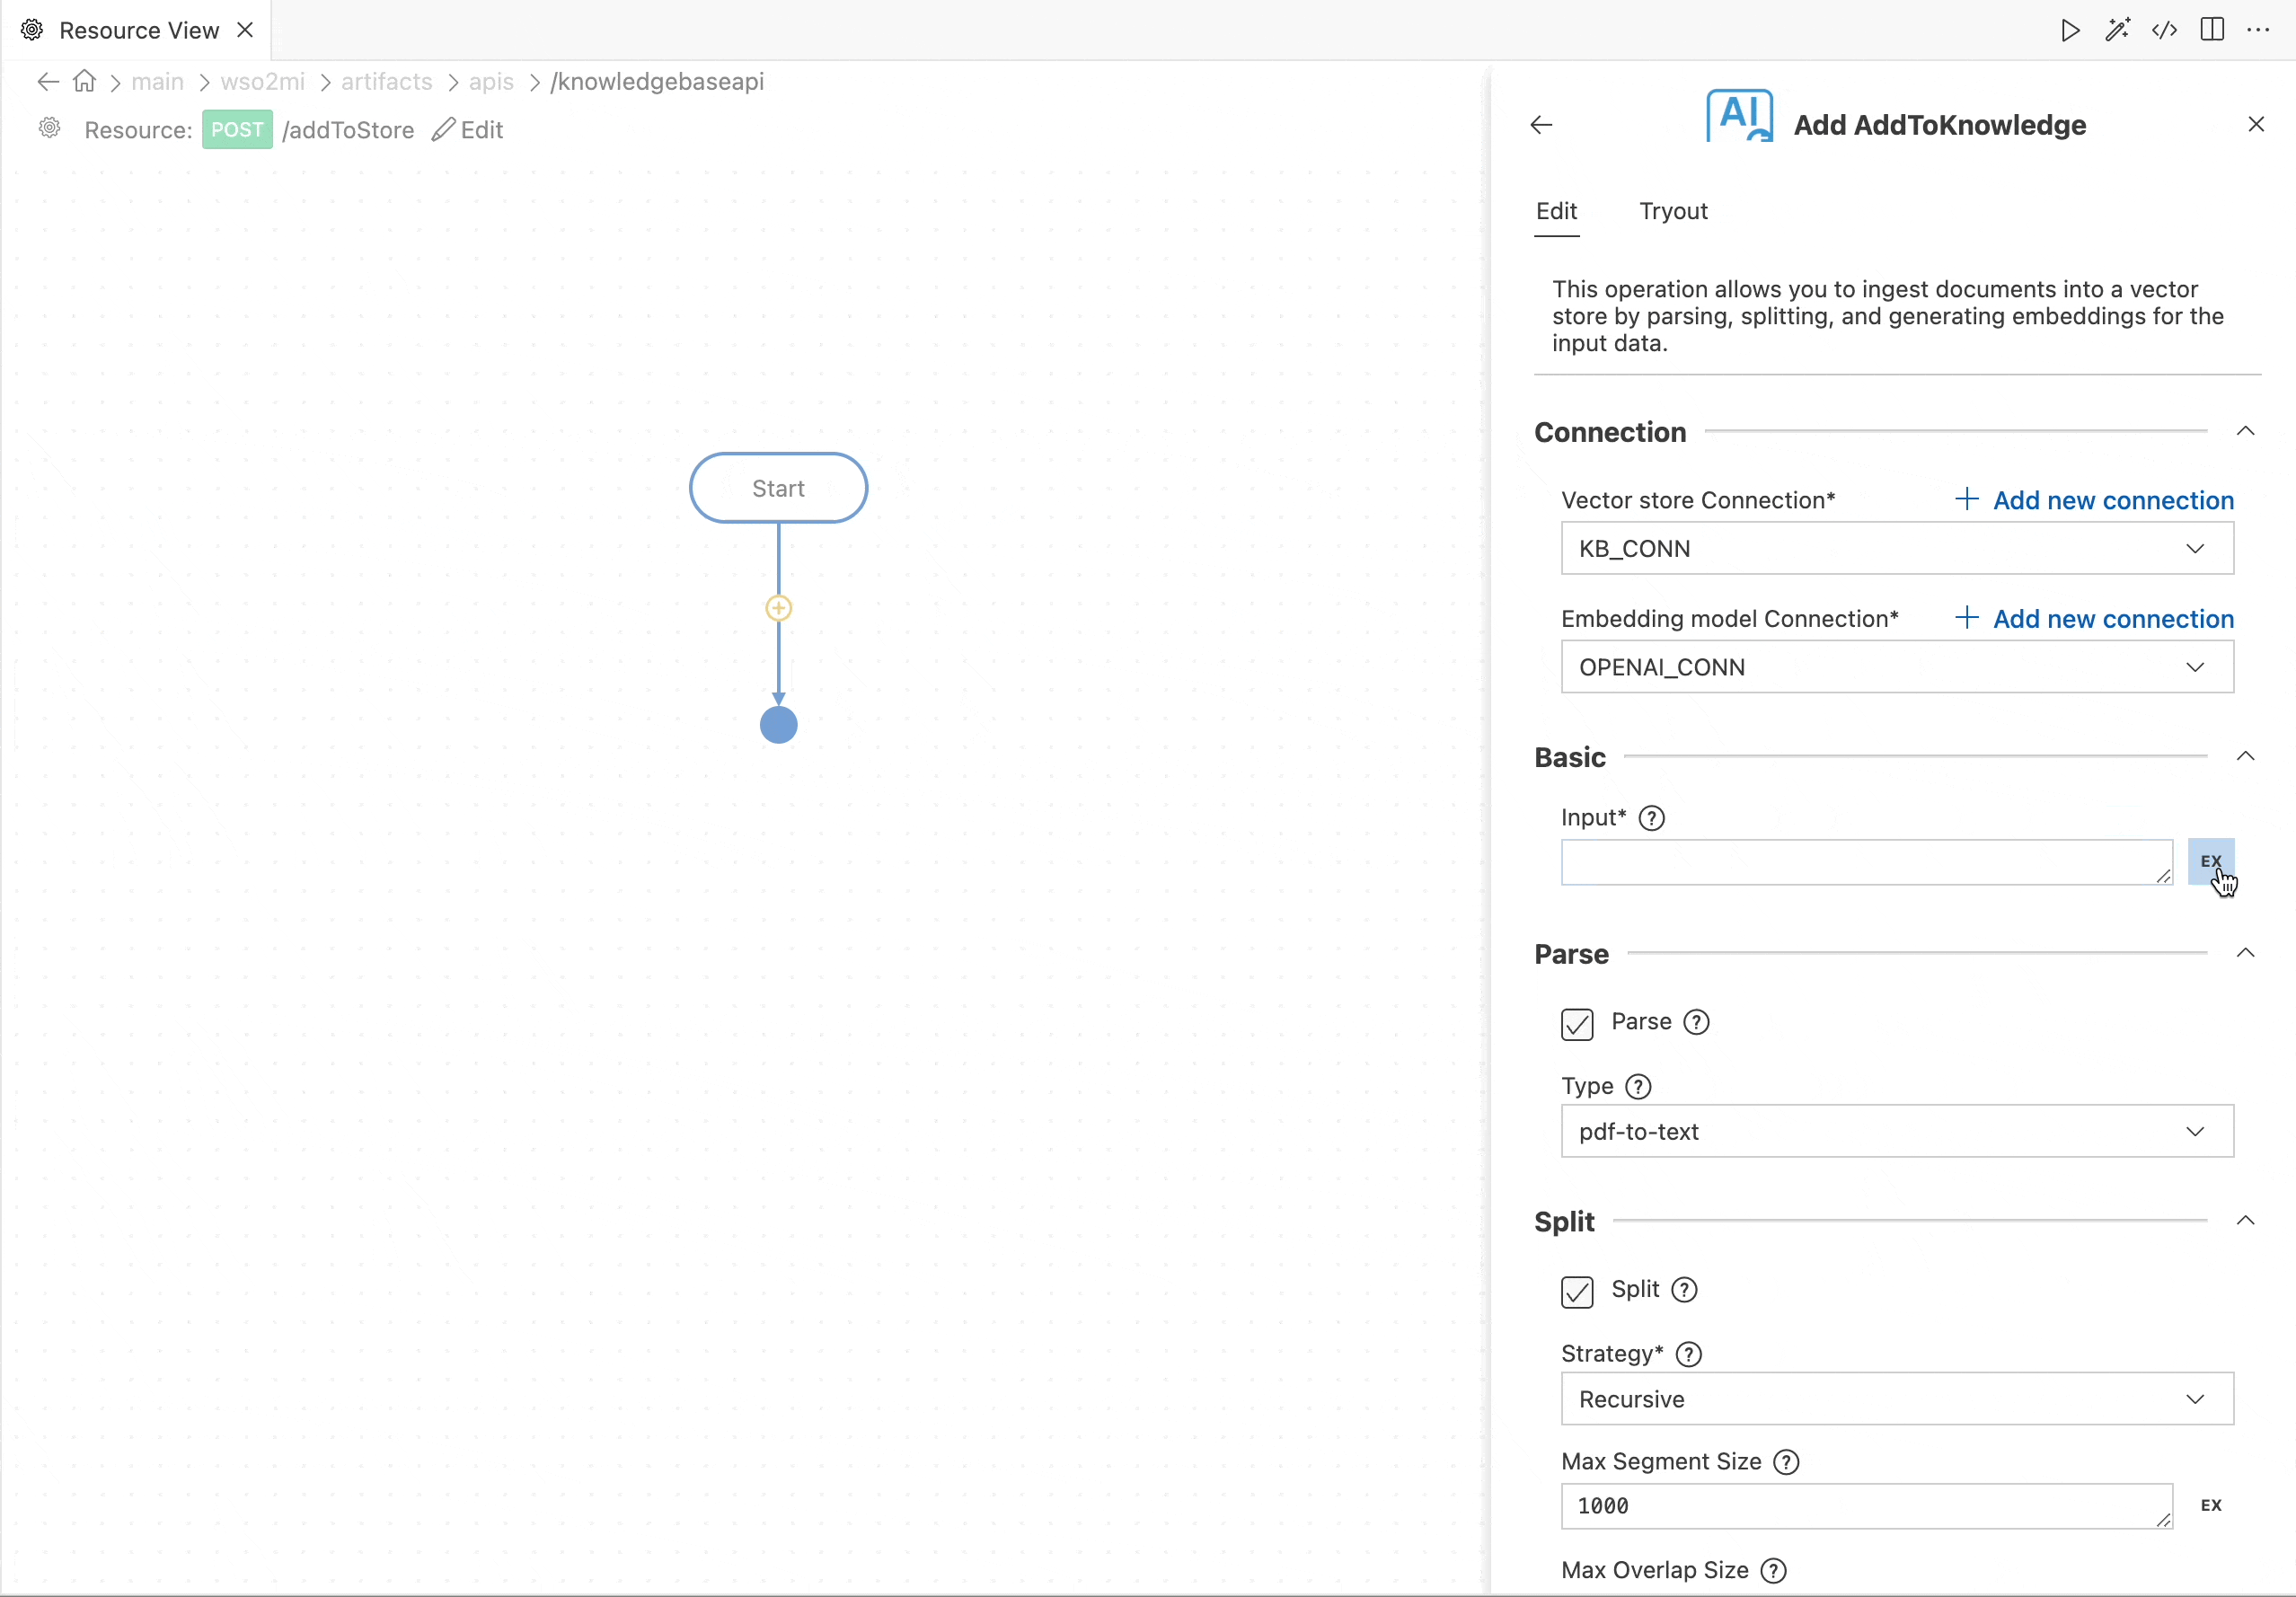 Resource View
main > wso2mi > artifacts > apis > /knowledgebaseapi
Resource: POST /addToStore Edit
Start
AI
Add AddToKnowledge
Edit Tryout
This operation allows you to ingest documents into a vector
store by parsing, splitting, and generating embeddings for the
input data.
Connection
Vector store Connection* + Add new connection
KB_CONN
Embedding model Connection* + Add new connection
OPENAI_CONN
Basic
Input* ?
EX
Parse
Parse ?
Type ?
pdf-to-text
Split
Split ?
Strategy* ?
Recursive
Max Segment Size ?
1000 EX
Max Overlap Size ?